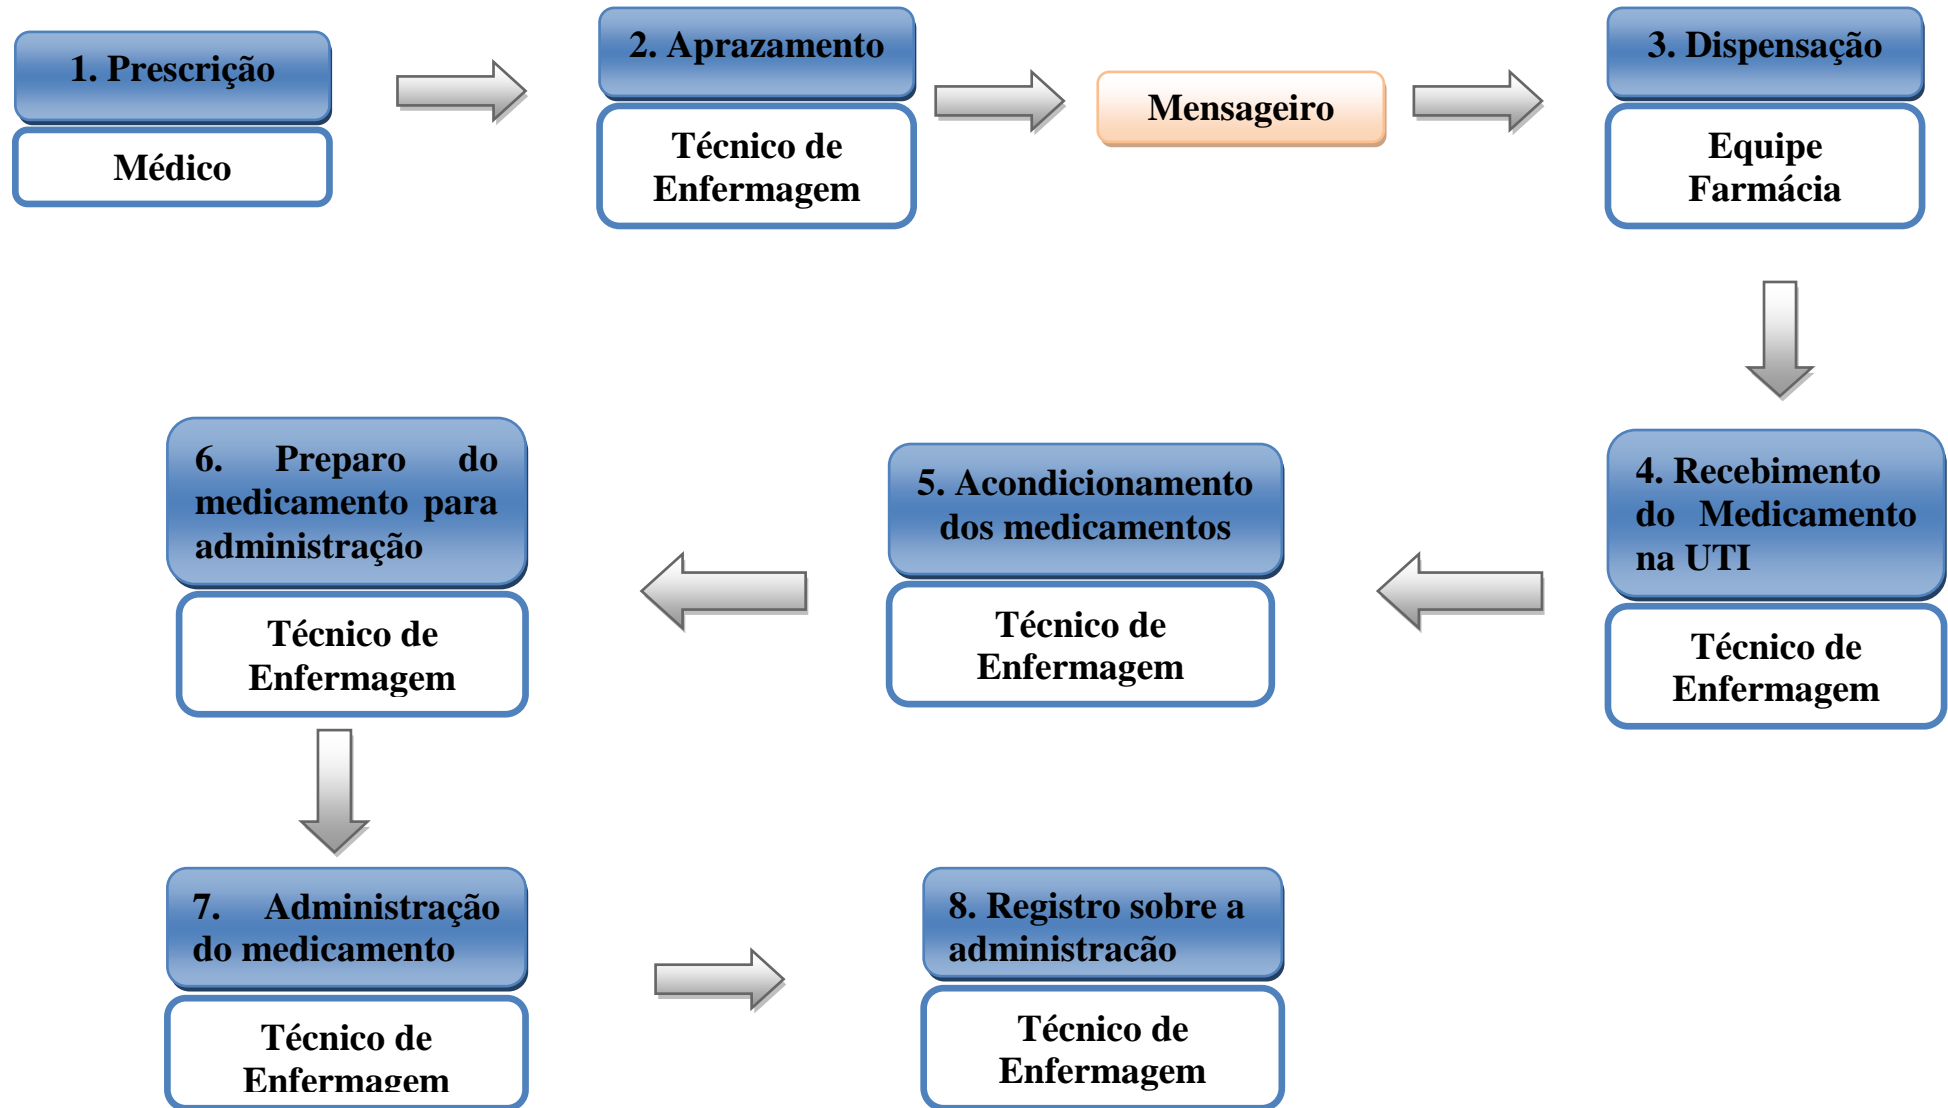 1. Prescrição
Médico
2. Aprazamento
Técnico de
Enfermagem
Mensageiro
3. Dispensação
Equipe
Farmácia
4. Recebimento
do Medicamento
na UTI
Técnico de
Enfermagem
5. Acondicionamento
dos medicamentos
Técnico de
Enfermagem
6. Preparo do
medicamento para
administração
Técnico de
Enfermagem
7. Administração
do medicamento
Técnico de
Enfermagem
8. Registro sobre a
administracão
Técnico de
Enfermagem